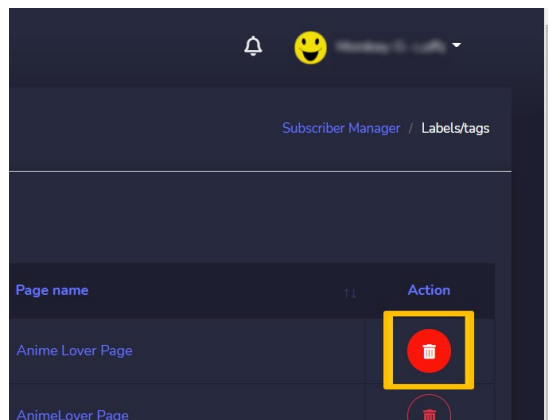 Subscriber Manager / Labels/tags
Page name ↑↓ Action
Anime Lover Page
AnimeLover Page